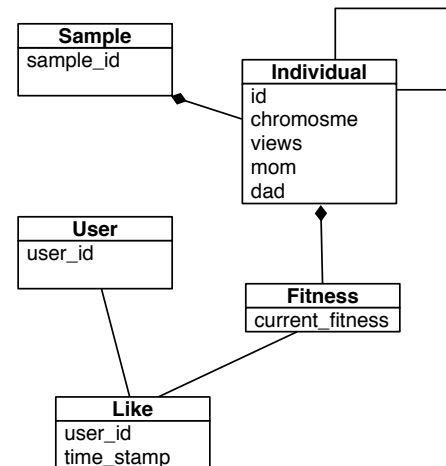 Sample
sample_id
Individual
id
chromosme
views
mom
dad
User
user_id
Fitness
current_fitness
Like
user_id
time_stamp